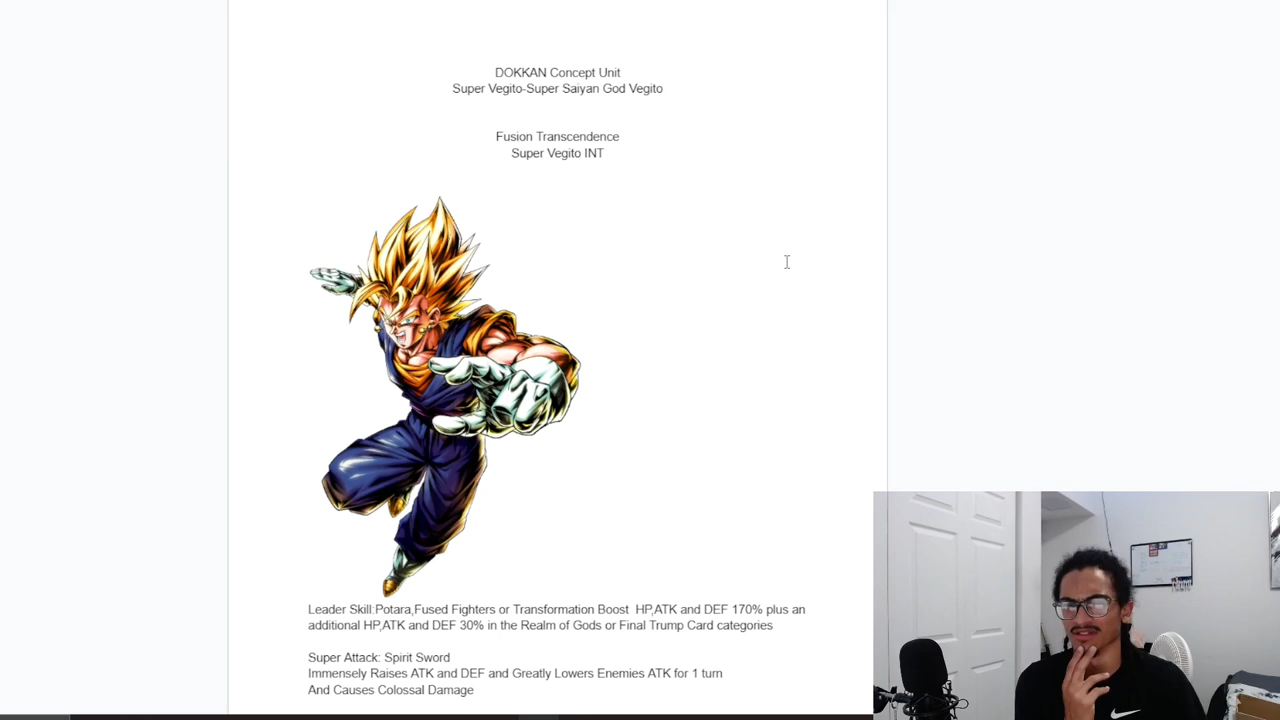 DOKKAN Concept Unit
Super Vegito-Super Saiyan God Vegito
Fusion Transcendence
Super Vegito INT
Leader Skill:Potara,Fused Fighters or Transformation Boost  HP,ATK and DEF 170% plus an
additional HP,ATK and DEF 30% in the Realm of Gods or Final Trump Card categories
Super Attack: Spirit Sword
Immensely Raises ATK and DEF and Greatly Lowers Enemies ATK for 1 turn
And Causes Colossal Damage